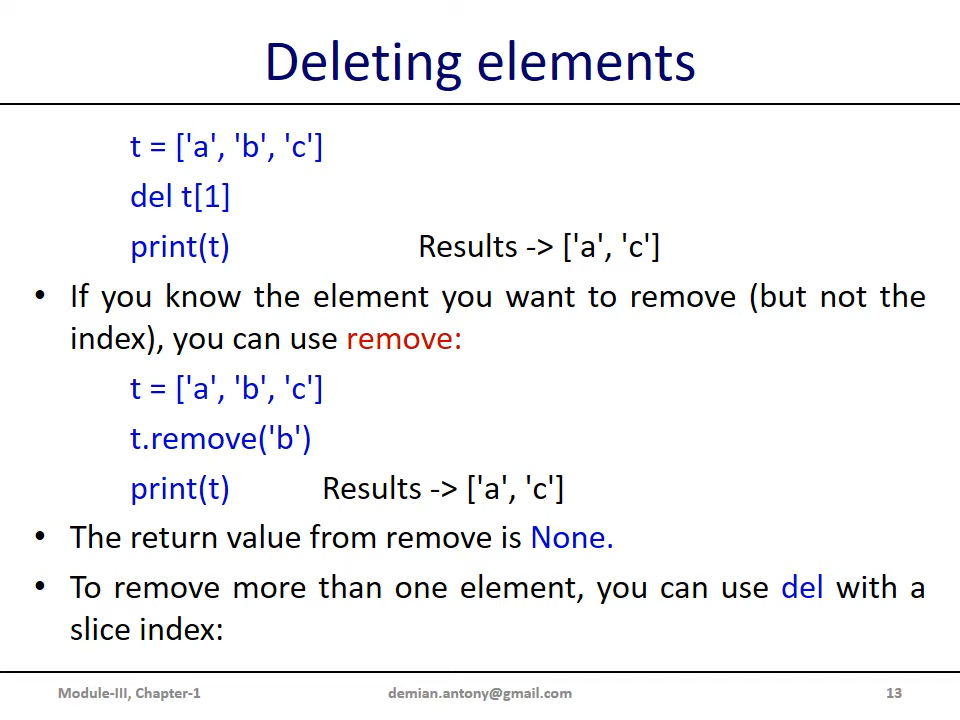 Deleting elements
t = ['a', 'b', 'c']
del t[1]
print(t) Results -> ['a', 'c']
• If you know the element you want to remove (but not the
index), you can use remove:
t = ['a', 'b', 'c']
t.remove('b')
print(t) Results -> ['a', 'c']
• The return value from remove is None.
• To remove more than one element, you can use del with a
slice index:
Module-III, Chapter-1 demian.antony@gmail.com 13